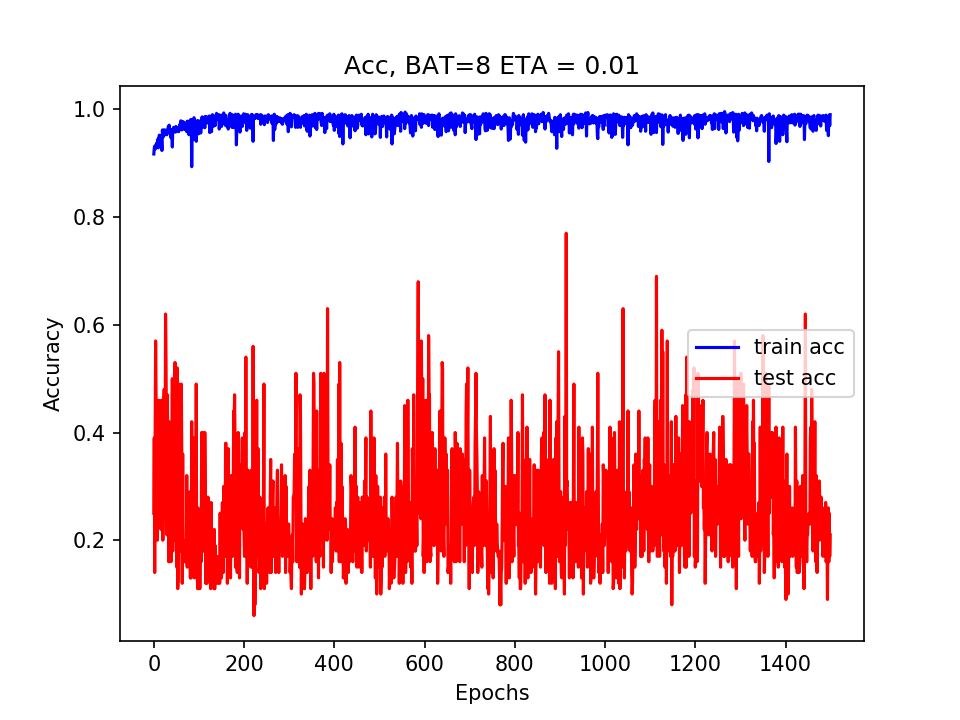 Acc, BAT=8 ETA = 0.01
1.0
0.8
0.6
0.4
0.2
Accuracy
train acc
test acc
0 200 400 600 800 1000 1200 1400
Epochs